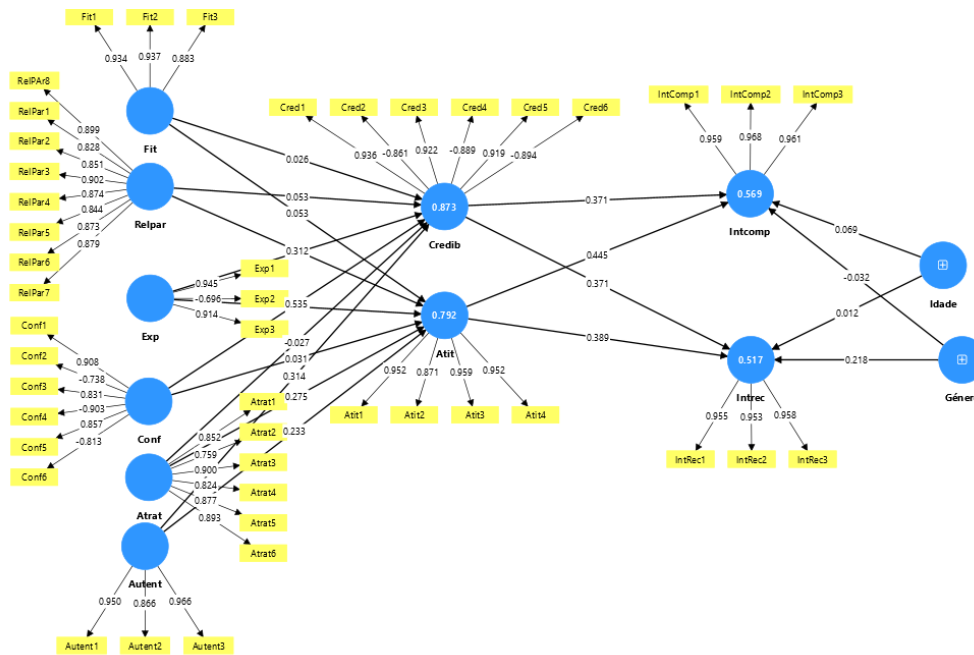 Fit1
Fit2
Fit3
0.934
0.937
0.883
Fit
RelPAr8
RelPar1
RelPar2
RelPar3
RelPar4
RelPar5
RelPar6
RelPar7
0.899
0.828
0.851
0.902
0.874
0.844
0.873
0.879
Relpar
Exp
0.945
-0.696
0.914
Exp1
Exp2
Exp3
Conf1
Conf2
Conf3
Conf4
Conf5
Conf6
0.908
-0.738
0.831
-0.903
0.857
-0.813
Conf
Atrat
0.852
0.759
0.900
0.824
0.877
0.893
Atrat1
Atrat2
Atrat3
Atrat4
Atrat5
Atrat6
Autent
0.950
0.866
0.966
Autent1
Autent2
Autent3
0.026
0.053
0.053
0.312
0.535
-0.027
0.031
0.314
0.275
0.233
Cred1
Cred2
Cred3
Cred4
Cred5
Cred6
0.936
-0.861
0.922
-0.889
0.919
-0.894
0.873
Credib
0.792
Atit
0.952
0.871
0.959
0.952
Atit1
Atit2
Atit3
Atit4
0.371
0.445
0.371
0.389
IntComp1
IntComp2
IntComp3
0.959
0.968
0.961
0.569
Intcomp
0.517
Intrec
0.955
0.953
0.958
IntRec1
IntRec2
IntRec3
0.069
-0.032
0.012
0.218
Idade